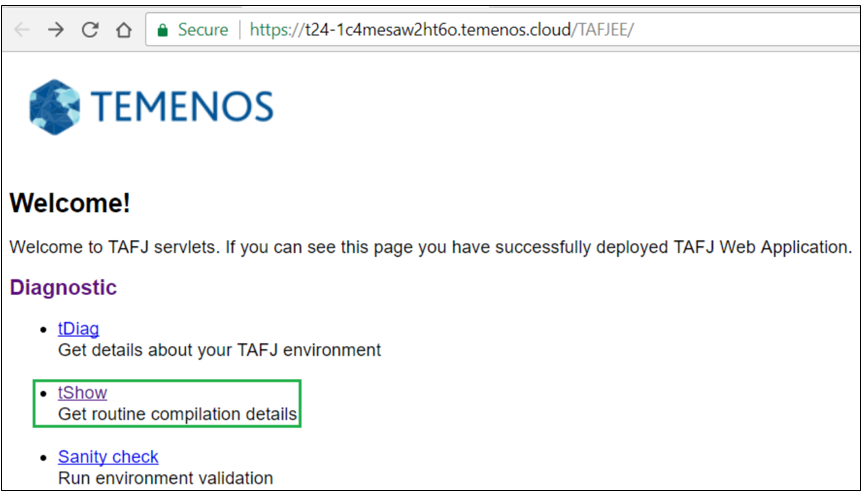 Secure | https://t24-1c4mesaw2ht6o.temenos.cloud/TAFJEE/
TEMENOS
Welcome!
Welcome to TAFJ servlets. If you can see this page you have successfully deployed TAFJ Web Application.
Diagnostic
• tDiag
Get details about your TAFJ environment
• tShow
Get routine compilation details
• Sanity check
Run environment validation